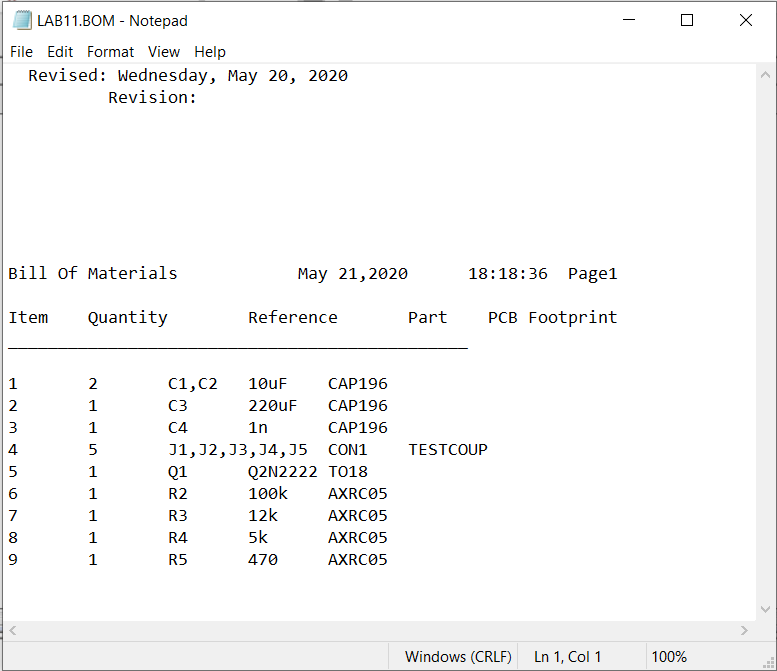 LAB11.BOM - Notepad
File Edit Format View Help
Revised: Wednesday, May 20, 2020
Revision:
Bill Of Materials May 21,2020 18:18:36 Page1
Item Quantity Reference Part PCB Footprint
______________________________________________
1 2 C1,C2 10uF CAP196
2 1 C3 220uF CAP196
3 1 C4 1n CAP196
4 5 J1,J2,J3,J4,J5 CON1 TESTCOUP
5 1 Q1 Q2N2222 TO18
6 1 R2 100k AXRC05
7 1 R3 12k AXRC05
8 1 R4 5k AXRC05
9 1 R5 470 AXRC05
Windows (CRLF) Ln 1, Col 1 100%